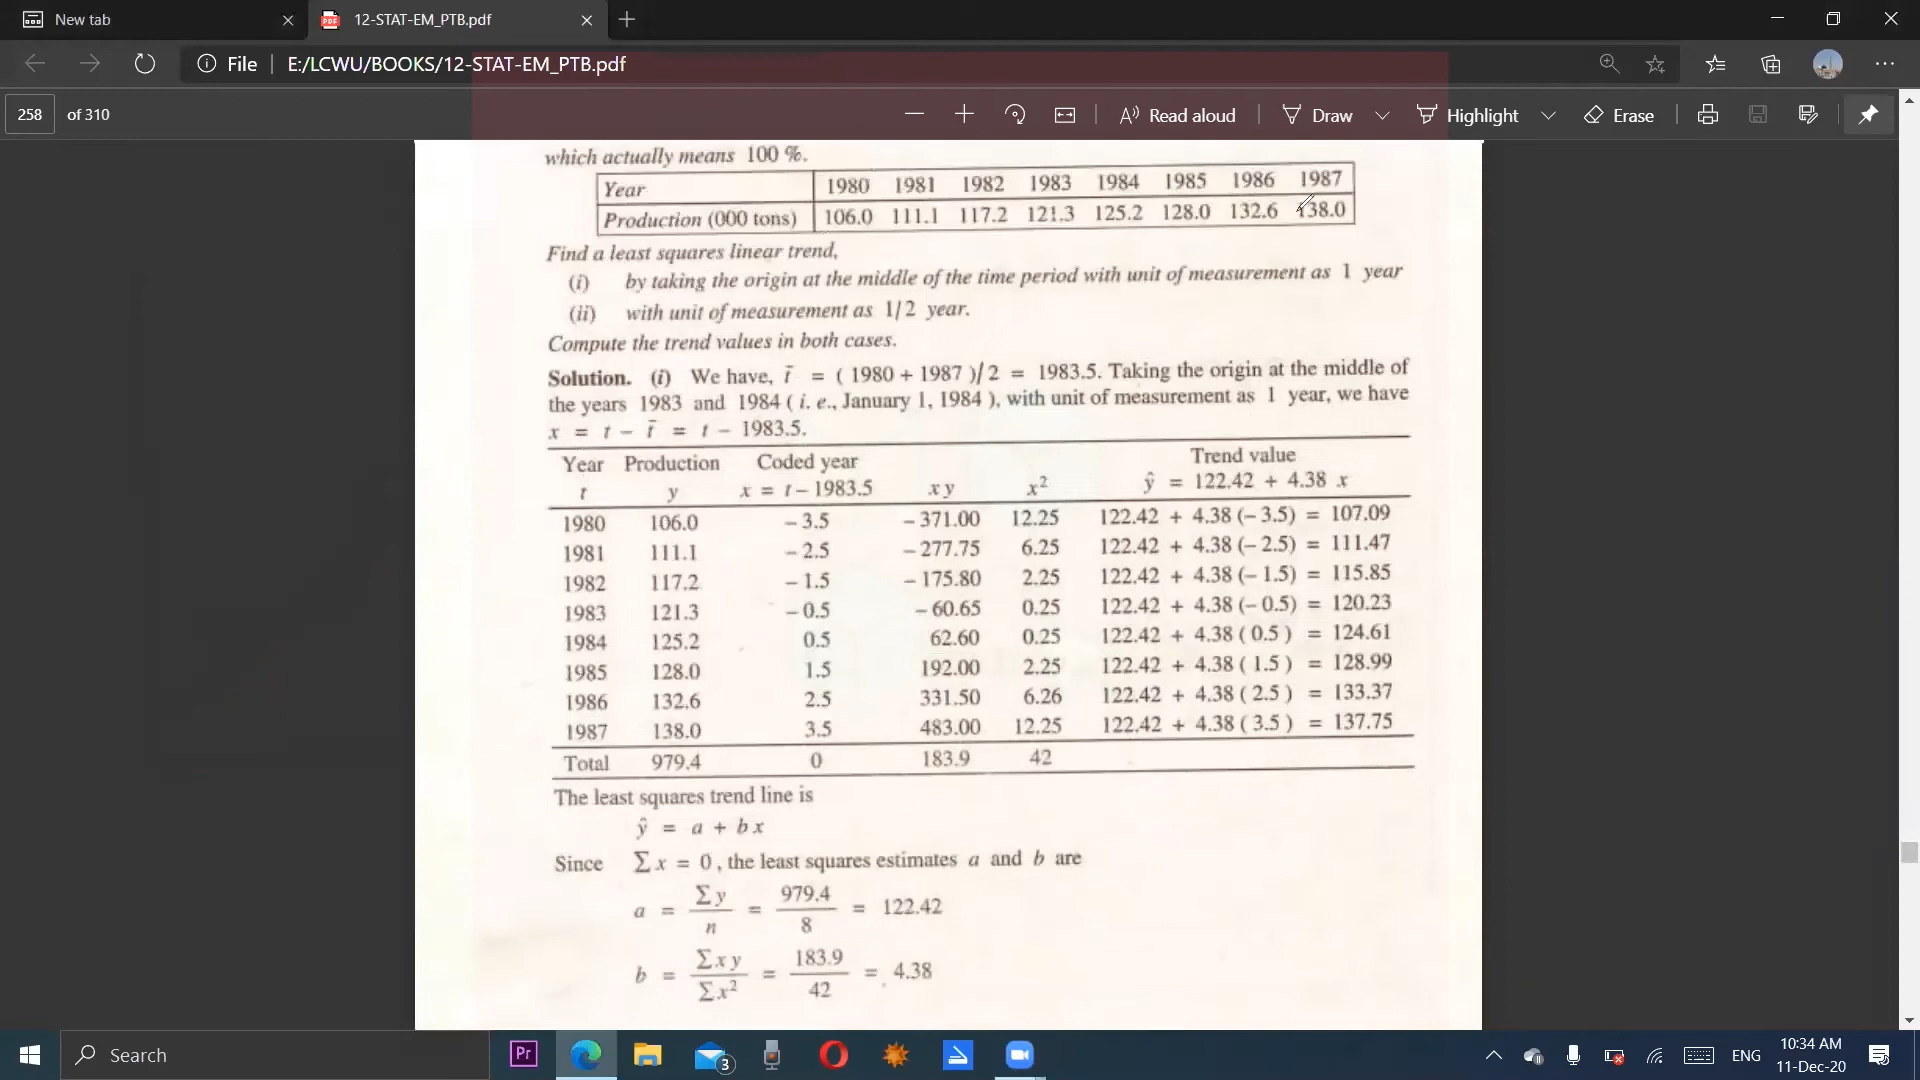 New tab
12-STAT-EM_PTB.pdf
File
E:/LCWU/BOOKS/12-STAT-EM_PTB.pdf
258 of 310
Read aloud
Draw
Highlight
Erase
which actually means 100 %.
Year 1980 1981 1982 1983 1984 1985 1986 1987
Production (000 tons) 106.0 111.1 117.2 121.3 125.2 128.0 132.6 138.0
Find a least squares linear trend,
(i) by taking the origin at the middle of the time period with unit of measurement as 1 year
(ii) with unit of measurement as 1/2 year.
Compute the trend values in both cases.
Solution. (i) We have, t̄ = ( 1980 + 1987 )/ 2 = 1983.5. Taking the origin at the middle of
the years 1983 and 1984 ( i. e., January 1, 1984 ), with unit of measurement as 1 year, we have
x = t − t̄ = t − 1983.5.
Year Production Coded year Trend value
t y x = t − 1983.5 xy x² ŷ = 122.42 + 4.38 x
1980 106.0 − 3.5 − 371.00 12.25 122.42 + 4.38 (− 3.5) = 107.09
1981 111.1 − 2.5 − 277.75 6.25 122.42 + 4.38 (− 2.5) = 111.47
1982 117.2 − 1.5 − 175.80 2.25 122.42 + 4.38 (− 1.5) = 115.85
1983 121.3 − 0.5 − 60.65 0.25 122.42 + 4.38 (− 0.5) = 120.23
1984 125.2 0.5 62.60 0.25 122.42 + 4.38 ( 0.5 ) = 124.61
1985 128.0 1.5 192.00 2.25 122.42 + 4.38 ( 1.5 ) = 128.99
1986 132.6 2.5 331.50 6.26 122.42 + 4.38 ( 2.5 ) = 133.37
1987 138.0 3.5 483.00 12.25 122.42 + 4.38 ( 3.5 ) = 137.75
Total 979.4 0 183.9 42
The least squares trend line is
ŷ = a + b x
Since Σ x = 0 , the least squares estimates a and b are
a = Σ y / n = 979.4 / 8 = 122.42
b = Σ x y / Σ x² = 183.9 / 42 = 4.38
Search
Pr
3
ENG
10:34 AM
11-Dec-20